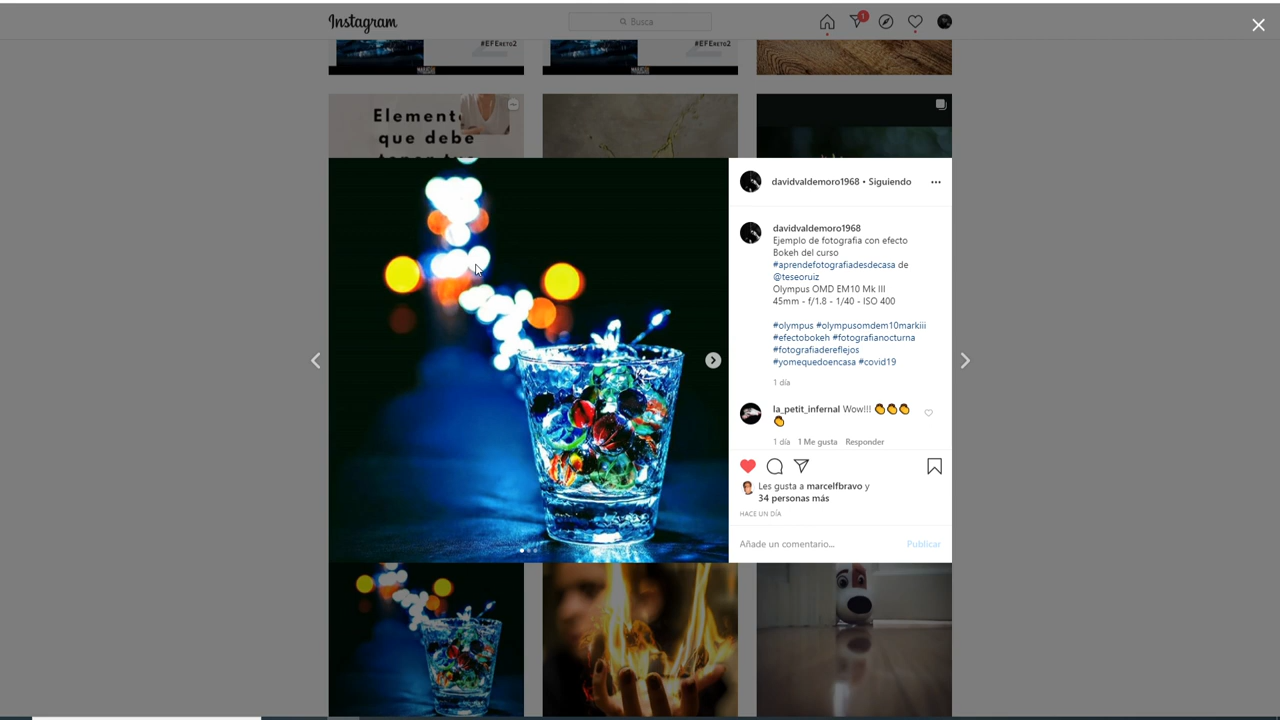 Instagram
Busca
1
#EFERETO2
#EFERETO2
Element
que debe
davidvaldemoro1968 • Siguiendo
davidvaldemoro1968
Ejemplo de fotografia con efecto
Bokeh del curso
#aprendefotografiadesdecasa de
@teseoruiz
Olympus OMD EM10 Mk III
45mm - f/1.8 - 1/40 - ISO 400
#olympus #olympusomdem10markiii
#efectobokeh #fotografianocturna
#fotografiadereflejos
#yomequedoencasa #covid19
1 día
la_petit_infernal Wow!!! 👏👏👏
👏
1 día 1 Me gusta Responder
Les gusta a marcelfbravo y
34 personas más
HACE UN DÍA
Añade un comentario... Publicar